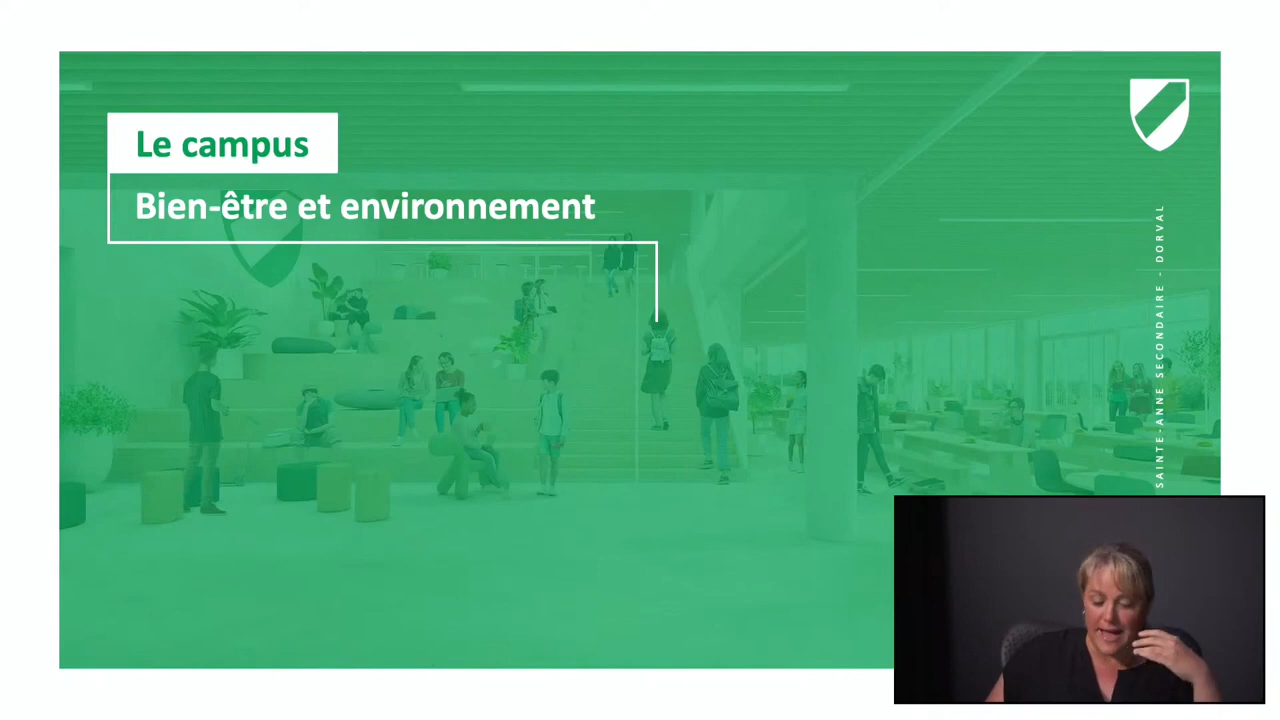 Le campus
Bien-être et environnement
SAINTE-ANNE SECONDAIRE - DORVAL